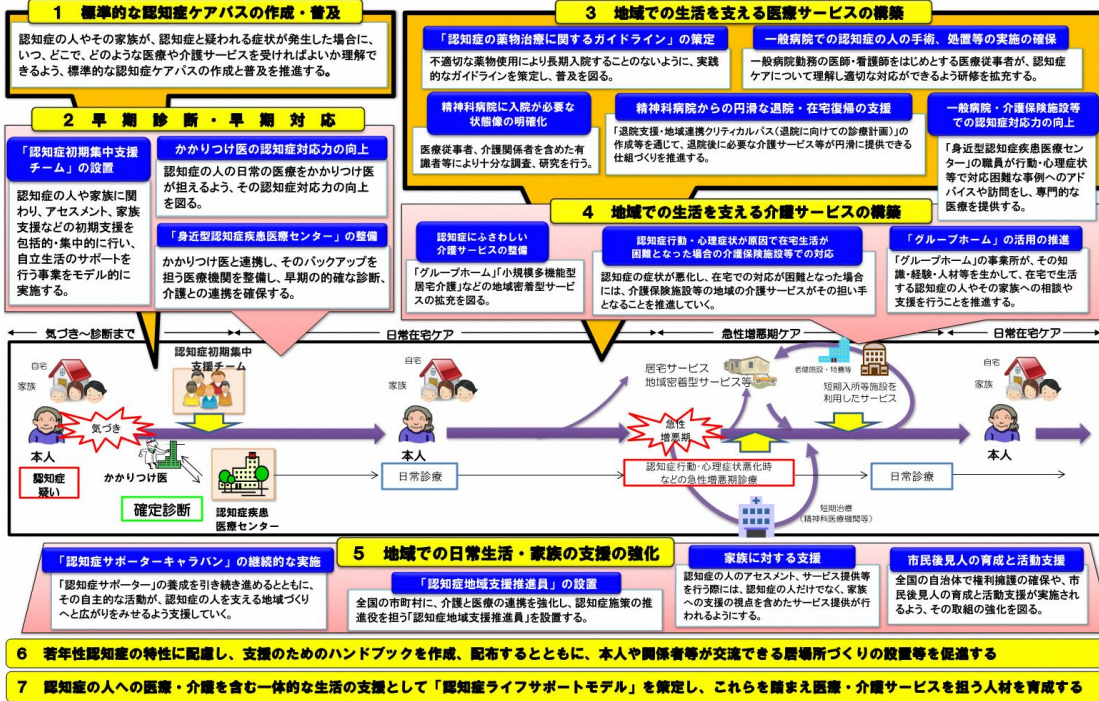 1 標準的な認知症ケアパスの作成・普及
認知症の人やその家族が、認知症と疑われる症状が発生した場合に、
いつ、どこで、どのような医療や介護サービスを受ければよいか理解で
きるよう、標準的な認知症ケアパスの作成と普及を推進する。
2 早期診断・早期対応
「認知症初期集中支援
チーム」の設置
認知症の人や家族に関
わり、アセスメント、家族
支援などの初期支援を
包括的・集中的に行い、
自立生活のサポートを
行う事業をモデル的に
実施する。
かかりつけ医の認知症対応力の向上
認知症の人の日常の医療をかかりつけ医
が担えるよう、その認知症対応力の向上
を図る。
「身近型認知症疾患医療センター」の整備
かかりつけ医と連携し、そのバックアップを
担う医療機関を整備し、早期の的確な診断、
介護との連携を確保する。
3 地域での生活を支える医療サービスの構築
「認知症の薬物治療に関するガイドライン」の策定
不適切な薬物使用により長期入院することのないように、実践
的なガイドラインを策定し、普及を図る。
一般病院での認知症の人の手術、処置等の実施の確保
一般病院勤務の医師・看護師をはじめとする医療従事者が、認知症
ケアについて理解し適切な対応ができるよう研修を拡充する。
精神科病院に入院が必要な
状態像の明確化
医療従事者、介護関係者を含めた有
識者等により十分な調査、研究を行う。
精神科病院からの円滑な退院・在宅復帰の支援
「退院支援・地域連携クリティカルパス(退院に向けての診療計画)」の作
成等を通じて、退院後に必要な介護サービス等が円滑に提供できる
仕組づくりを推進する。
一般病院・介護保険施設等
での認知症対応力の向上
「身近型認知症疾患医療セン
ター」の職員が行動・心理症状
等で対応困難な事例へのアド
バイスや訪問をし、専門的な
医療を提供する。
4 地域での生活を支える介護サービスの構築
認知症にふさわしい
介護サービスの整備
「グループホーム」「小規模多機能型
居宅介護」などの地域密着型サービ
スの拡充を図る。
認知症行動・心理症状が原因で在宅生活が
困難となった場合の介護保険施設等での対応
認知症の症状が悪化し、在宅での対応が困難となった場合
には、介護保険施設等の地域の介護サービスがその担い手
となることを推進していく。
「グループホーム」の活用の推進
「グループホーム」の事業所が、その知
識・経験・人材等を生かして、在宅で生活
する認知症の人やその家族への相談や
支援を行うことを推進する。
気づき~診断まで
日常在宅ケア
急性増悪期ケア
日常在宅ケア
自宅
家族
本人
認知症
疑い
気づき
認知症初期集中
支援チーム
かかりつけ医
確定診断
認知症疾患
医療センター
自宅
家族
本人
日常診療
居宅サービス
地域密着型サービス等
急性
増悪期
認知症行動・心理症状悪化時
などの急性増悪期診療
老健施設・特養等
短期入所等施設を
利用したサービス
短期治療
(精神科医療機関等)
日常診療
自宅
家族
本人
5 地域での日常生活・家族の支援の強化
「認知症サポーターキャラバン」の継続的な実施
「認知症サポーター」の養成を引き続き進めるとともに、
その自主的な活動が、認知症の人を支える地域づくり
へと広がりをみせるよう支援していく。
「認知症地域支援推進員」の設置
全国の市町村に、介護と医療の連携を強化し、認知症施策の推
進役を担う「認知症地域支援推進員」を設置する。
家族に対する支援
認知症の人のアセスメント、サービス提供等
を行う際には、認知症の人だけでなく、家族
への支援の視点を含めたサービス提供が行
われるようにする。
市民後見人の育成と活動支援
全国の自治体で権利擁護の確保や、市
民後見人の育成と活動支援が実施され
るよう、その取組の強化を図る。
6 若年性認知症の特性に配慮し、支援のためのハンドブックを作成、配布するとともに、本人や関係者等が交流できる居場所づくりの設置等を促進する
7 認知症の人への医療・介護を含む一体的な生活の支援として「認知症ライフサポートモデル」を策定し、これらを踏まえ医療・介護サービスを担う人材を育成する